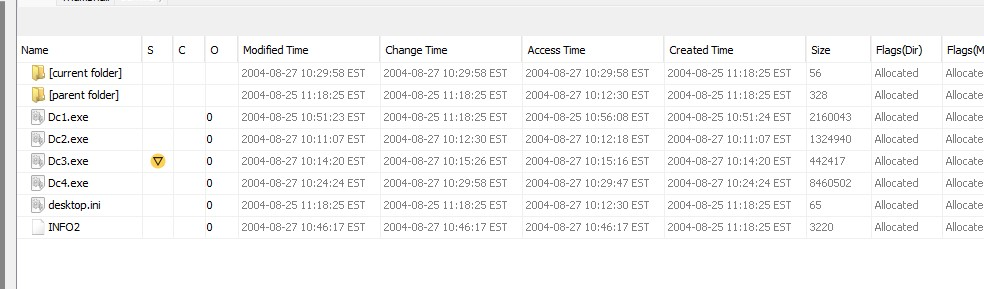 Name S C O Modified Time Change Time Access Time Created Time Size Flags(Dir) Flags(M
[current folder] 2004-08-27 10:29:58 EST 2004-08-27 10:29:58 EST 2004-08-27 10:29:58 EST 2004-08-25 11:18:25 EST 56 Allocated Allocate
[parent folder] 2004-08-25 11:18:25 EST 2004-08-25 11:18:25 EST 2004-08-27 10:12:30 EST 2004-08-25 11:18:25 EST 328 Allocated Allocate
Dc1.exe 0 2004-08-25 10:51:23 EST 2004-08-25 11:18:25 EST 2004-08-25 10:56:08 EST 2004-08-25 10:51:24 EST 2160043 Allocated Allocate
Dc2.exe 0 2004-08-27 10:11:07 EST 2004-08-27 10:12:30 EST 2004-08-27 10:12:18 EST 2004-08-27 10:11:07 EST 1324940 Allocated Allocate
Dc3.exe 0 2004-08-27 10:14:20 EST 2004-08-27 10:15:26 EST 2004-08-27 10:15:16 EST 2004-08-27 10:14:20 EST 442417 Allocated Allocate
Dc4.exe 0 2004-08-27 10:24:24 EST 2004-08-27 10:29:58 EST 2004-08-27 10:29:47 EST 2004-08-27 10:24:24 EST 8460502 Allocated Allocate
desktop.ini 0 2004-08-25 11:18:25 EST 2004-08-25 11:18:25 EST 2004-08-27 10:12:30 EST 2004-08-25 11:18:25 EST 65 Allocated Allocate
INFO2 0 2004-08-27 10:46:17 EST 2004-08-27 10:46:17 EST 2004-08-27 10:46:17 EST 2004-08-25 11:18:25 EST 3220 Allocated Allocate